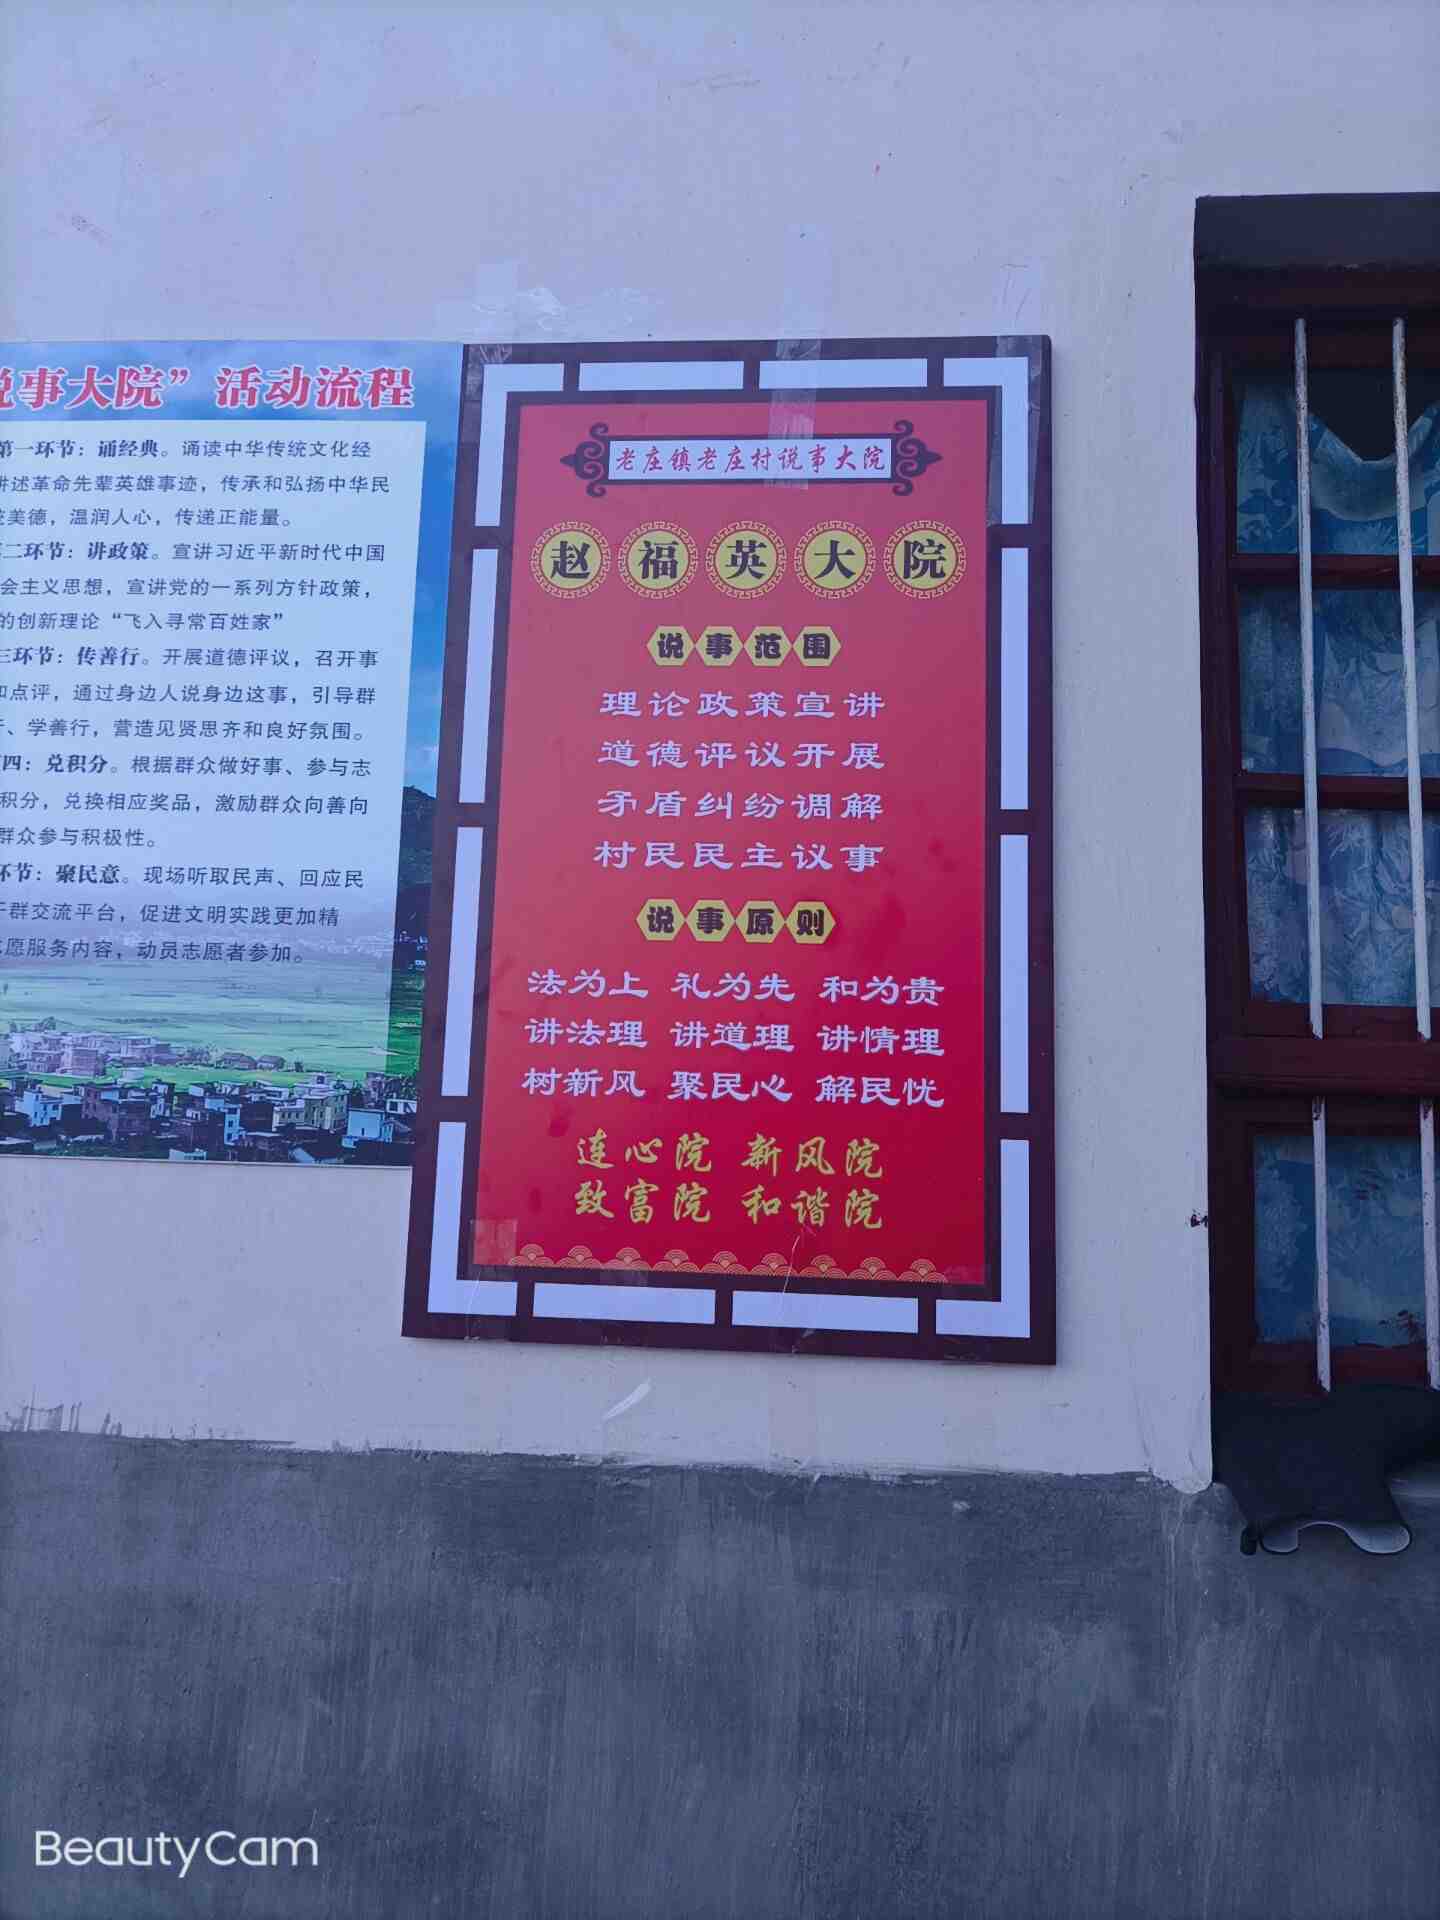 说事大院”活动流程
第一环节：诵经典。诵读中华传统文化经
讲述革命先辈英雄事迹，传承和弘扬中华民
美德，温润人心，传递正能量。
二环节：讲政策。宣讲习近平新时代中国
会主义思想，宣讲党的一系列方针政策，
的创新理论“飞入寻常百姓家”
三环节：传善行。开展道德评议，召开事
和点评，通过身边人说身边这事，引导群
、学善行，营造见贤思齐和良好氛围。
四：兑积分。根据群众做好事、参与志
积分，兑换相应奖品，激励群众向善向
群众参与积极性。
环节：聚民意。现场听取民声、回应民
干群交流平台，促进文明实践更加精
志愿服务内容，动员志愿者参加。
老庄镇老庄村说事大院
赵福英大院
说事范围
理论政策宣讲
道德评议开展
矛盾纠纷调解
村民民主议事
说事原则
法为上 礼为先 和为贵
讲法理 讲道理 讲情理
树新风 聚民心 解民忧
连心院 新风院
致富院 和谐院
BeautyCam